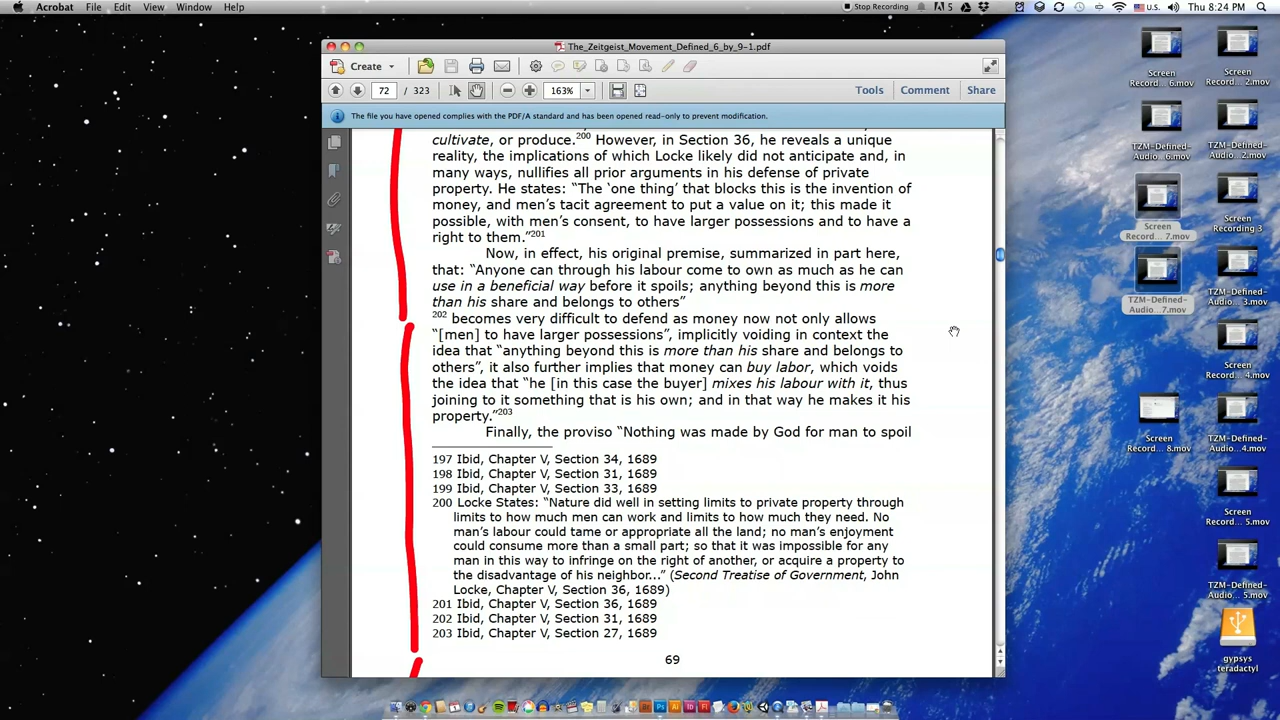 Acrobat File Edit View Window Help Stop Recording 5 U.S. Thu 8:24 PM
The_Zeitgeist_Movement_Defined_6_by_9-1.pdf
Create
72 / 323 163% Tools Comment Share
The file you have opened complies with the PDF/A standard and has been opened read-only to prevent modification.
cultivate, or produce.200 However, in Section 36, he reveals a unique
reality, the implications of which Locke likely did not anticipate and, in
many ways, nullifies all prior arguments in his defense of private
property. He states: “The ‘one thing’ that blocks this is the invention of
money, and men’s tacit agreement to put a value on it; this made it
possible, with men’s consent, to have larger possessions and to have a
right to them.”201
Now, in effect, his original premise, summarized in part here,
that: “Anyone can through his labour come to own as much as he can
use in a beneficial way before it spoils; anything beyond this is more
than his share and belongs to others”
202 becomes very difficult to defend as money now not only allows
“[men] to have larger possessions”, implicitly voiding in context the
idea that “anything beyond this is more than his share and belongs to
others”, it also further implies that money can buy labor, which voids
the idea that “he [in this case the buyer] mixes his labour with it, thus
joining to it something that is his own; and in that way he makes it his
property.”203
Finally, the proviso “Nothing was made by God for man to spoil
197 Ibid, Chapter V, Section 34, 1689
198 Ibid, Chapter V, Section 31, 1689
199 Ibid, Chapter V, Section 33, 1689
200 Locke States: “Nature did well in setting limits to private property through
limits to how much men can work and limits to how much they need. No
man’s labour could tame or appropriate all the land; no man’s enjoyment
could consume more than a small part; so that it was impossible for any
man in this way to infringe on the right of another, or acquire a property to
the disadvantage of his neighbor...” (Second Treatise of Government, John
Locke, Chapter V, Section 36, 1689)
201 Ibid, Chapter V, Section 36, 1689
202 Ibid, Chapter V, Section 31, 1689
203 Ibid, Chapter V, Section 27, 1689
69
Screen
Record... 6.mov
Screen
Record... 2.mov
TZM-Defined-
Audio...6.mov
TZM-Defined-
Audio...2.mov
Screen
Record... 7.mov
Screen
Recording 3
TZM-Defined-
Audio...7.mov
TZM-Defined-
Audio...3.mov
Screen
Record... 4.mov
Screen
Record... 8.mov
TZM-Defined-
Audio...4.mov
Screen
Record... 5.mov
TZM-Defined-
Audio... 5.mov
gypsys
teradactyl